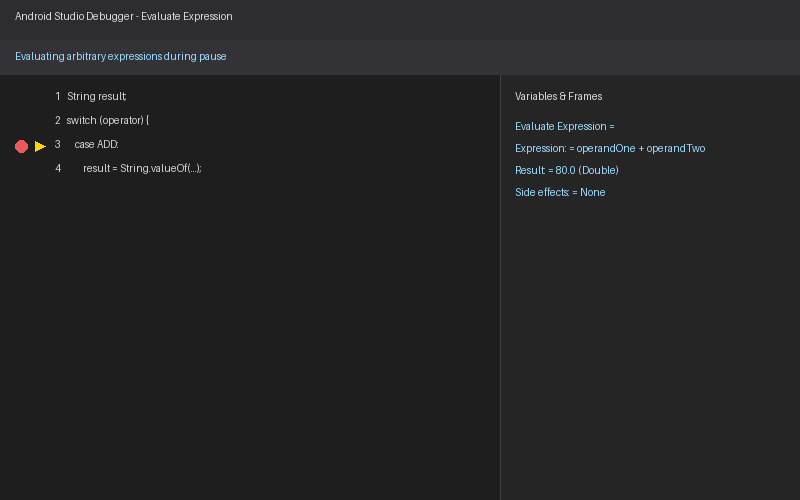 Android Studio Debugger - Evaluate Expression
Evaluating arbitrary expressions during pause
1 String result;
2 switch (operator) {
3 case ADD:
4 result = String.valueOf(...);
Variables & Frames
Evaluate Expression =
Expression: = operandOne + operandTwo
Result: = 80.0 (Double)
Side effects: = None